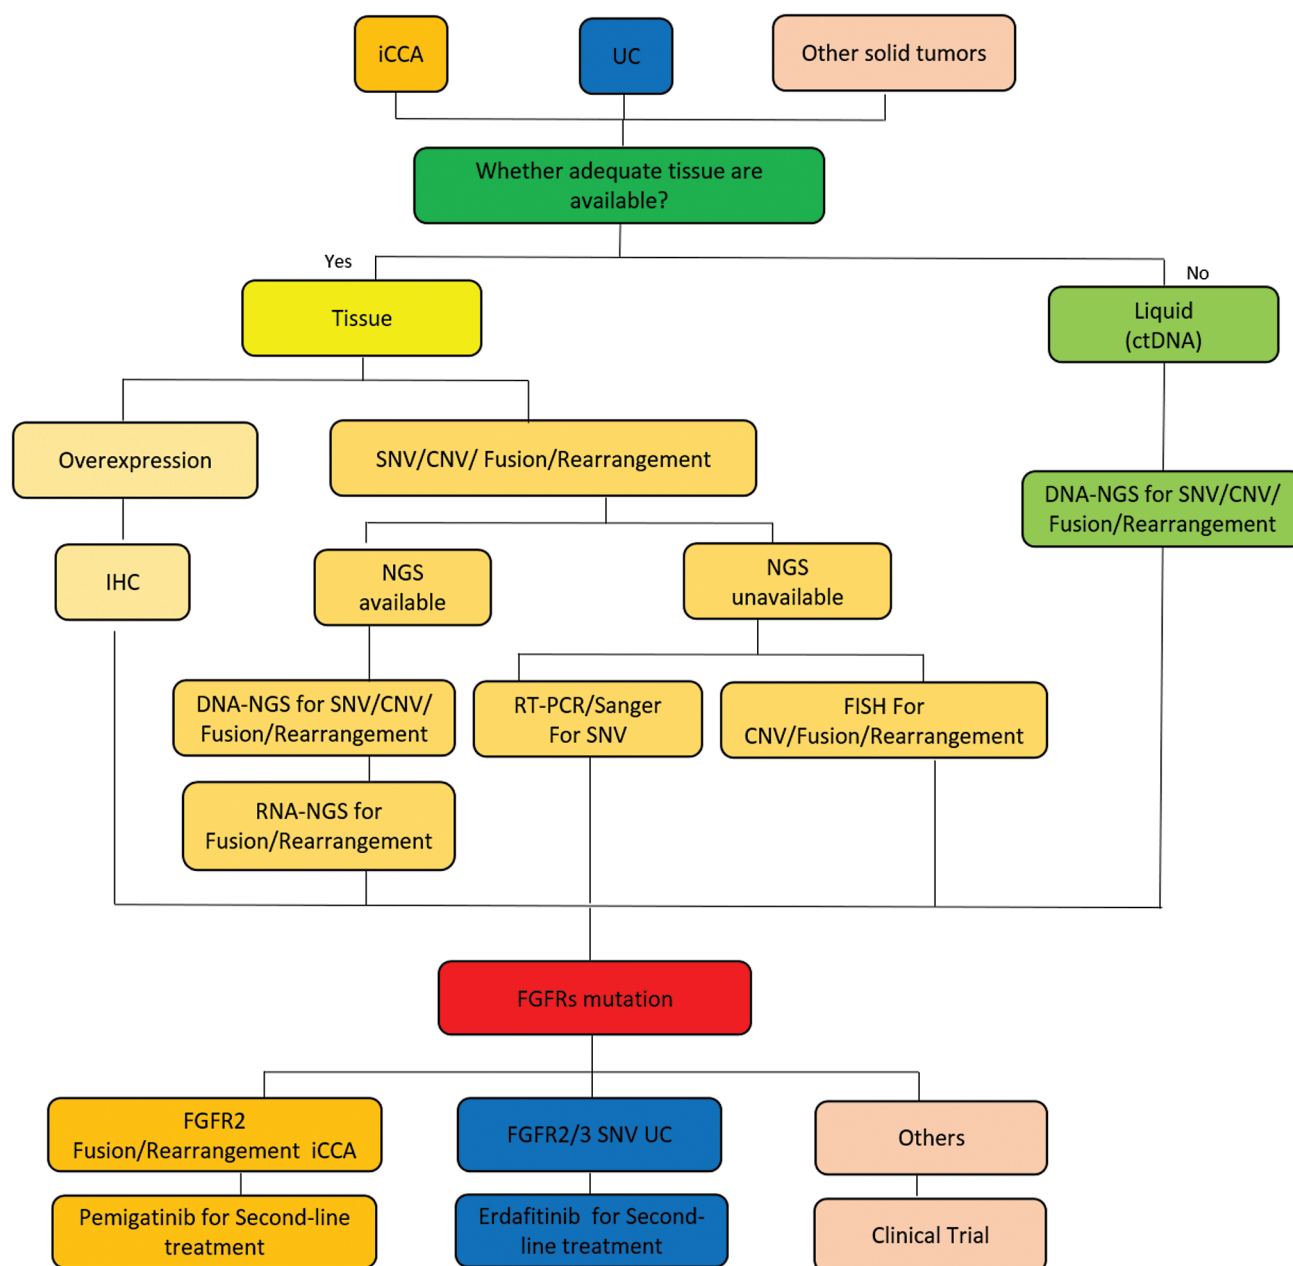 iCCA
UC
Other solid tumors
Whether adequate tissue are
available?
Yes
No
Tissue
Liquid
(ctDNA)
Overexpression
SNV/CNV/ Fusion/Rearrangement
DNA-NGS for SNV/CNV/
Fusion/Rearrangement
IHC
NGS
available
NGS
unavailable
DNA-NGS for SNV/CNV/
Fusion/Rearrangement
RT-PCR/Sanger
For SNV
FISH For
CNV/Fusion/Rearrangement
RNA-NGS for
Fusion/Rearrangement
FGFRs mutation
FGFR2
Fusion/Rearrangement iCCA
FGFR2/3 SNV UC
Others
Pemigatinib for Second-line
treatment
Erdafitinib for Second-
line treatment
Clinical Trial